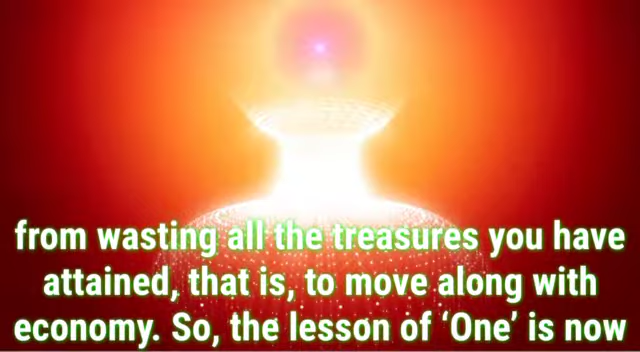 from wasting all the treasures you have
attained, that is, to move along with
economy. So, the lesson of ‘One’ is now